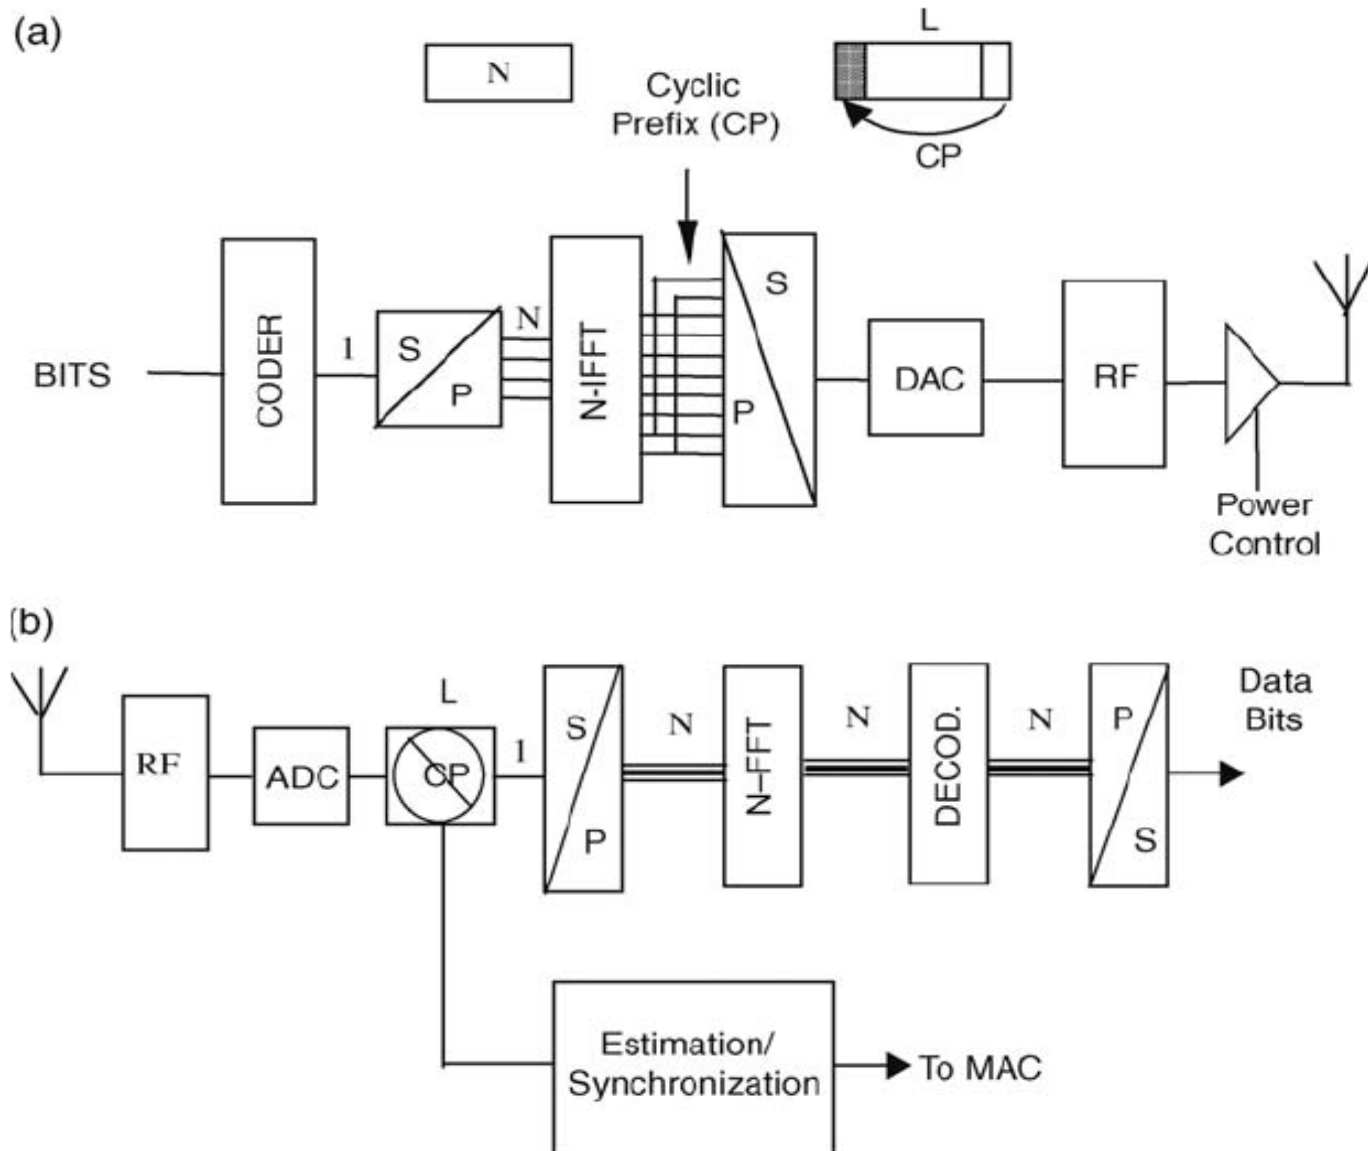 (a)
L
N
Cyclic
Prefix (CP)
CP
BITS
CODER
1
S
P
N
N-IFFT
S
P
DAC
RF
Power
Control
(b)
RF
ADC
L
CP
1
S
P
N
N–FFT
N
DECOD.
N
P
S
Data
Bits
Estimation/
Synchronization
To MAC